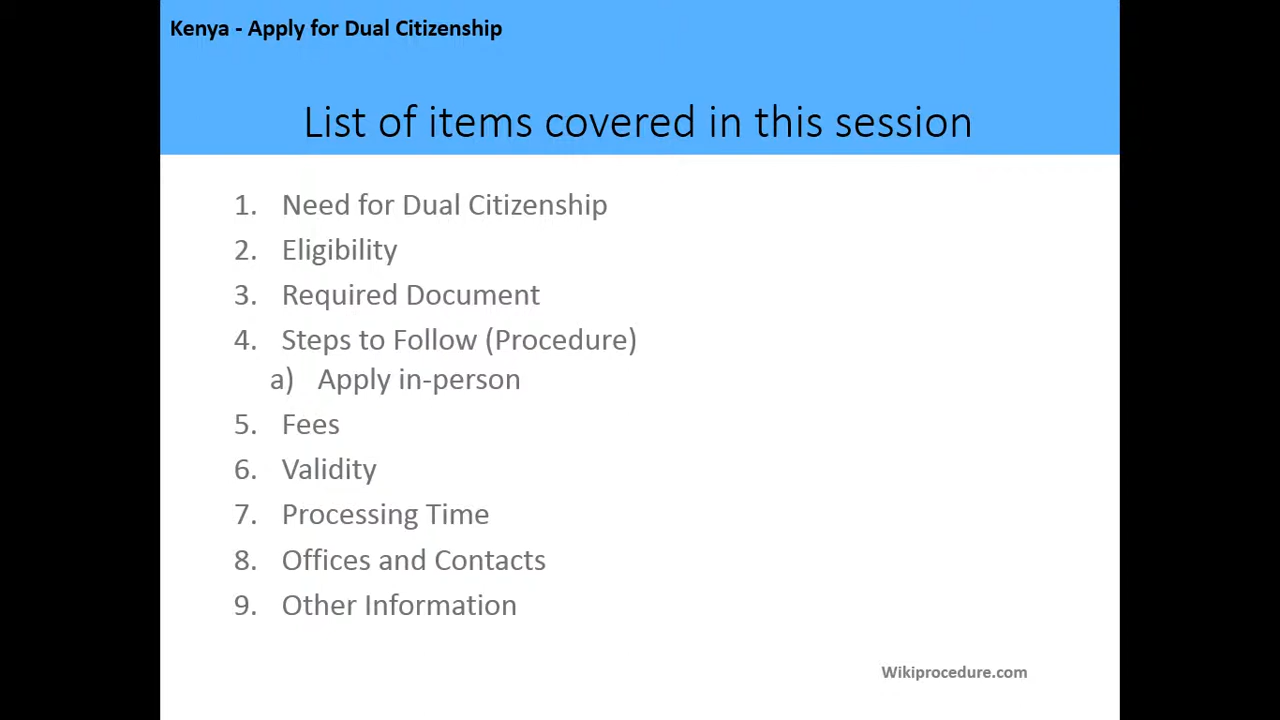 Kenya - Apply for Dual Citizenship
List of items covered in this session
1. Need for Dual Citizenship
2. Eligibility
3. Required Document
4. Steps to Follow (Procedure)
a) Apply in-person
5. Fees
6. Validity
7. Processing Time
8. Offices and Contacts
9. Other Information
Wikiprocedure.com